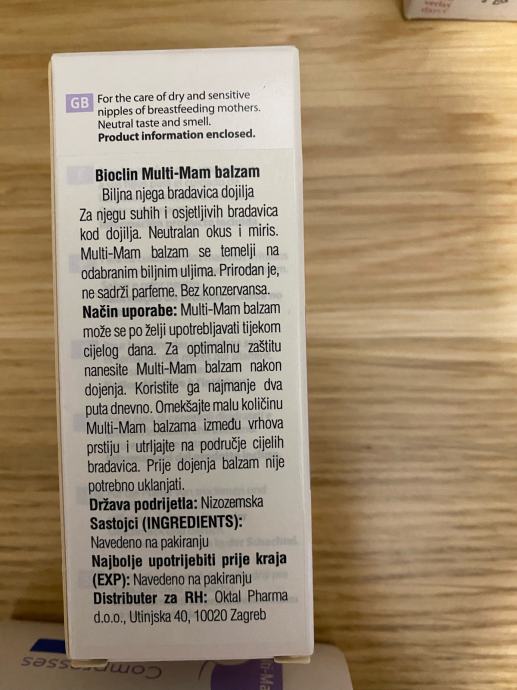 GB
For the care of dry and sensitive
nipples of breastfeeding mothers.
Neutral taste and smell.
Product information enclosed.
Bioclin Multi-Mam balzam
Biljna njega bradavica dojilja
Za njegu suhih i osjetljivih bradavica
kod dojilja. Neutralan okus i miris.
Multi-Mam balzam se temelji na
odabranim biljnim uljima. Prirodan je,
ne sadrži parfeme. Bez konzervansa.
Način uporabe: Multi-Mam balzam
može se po želji upotrebljavati tijekom
cijelog dana. Za optimalnu zaštitu
nanesite Multi-Mam balzam nakon
dojenja. Koristite ga najmanje dva
puta dnevno. Omekšajte malu količinu
Multi-Mam balzama između vrhova
prstiju i utrljajte na područje cijelih
bradavica. Prije dojenja balzam nije
potrebno uklanjati.
Država podrijetla: Nizozemska
Sastojci (INGREDIENTS):
Navedeno na pakiranju
Najbolje upotrijebiti prije kraja
(EXP): Navedeno na pakiranju
Distributer za RH: Oktal Pharma
d.o.o., Utinjska 40, 10020 Zagreb
Compresses